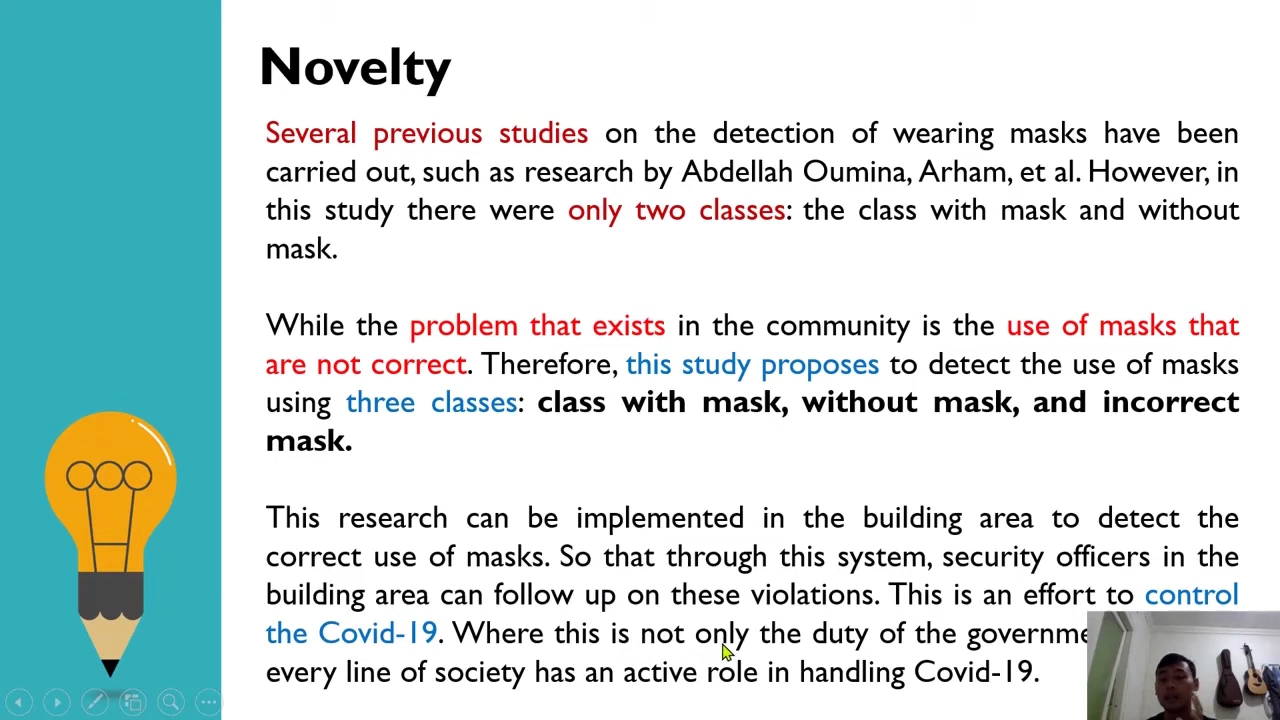 Novelty
Several previous studies on the detection of wearing masks have been
carried out, such as research by Abdellah Oumina, Arham, et al. However, in
this study there were only two classes: the class with mask and without
mask.
While the problem that exists in the community is the use of masks that
are not correct. Therefore, this study proposes to detect the use of masks
using three classes: class with mask, without mask, and incorrect
mask.
This research can be implemented in the building area to detect the
correct use of masks. So that through this system, security officers in the
building area can follow up on these violations. This is an effort to control
the Covid-19. Where this is not only the duty of the
every line of society has an active role in handling Covid-19.